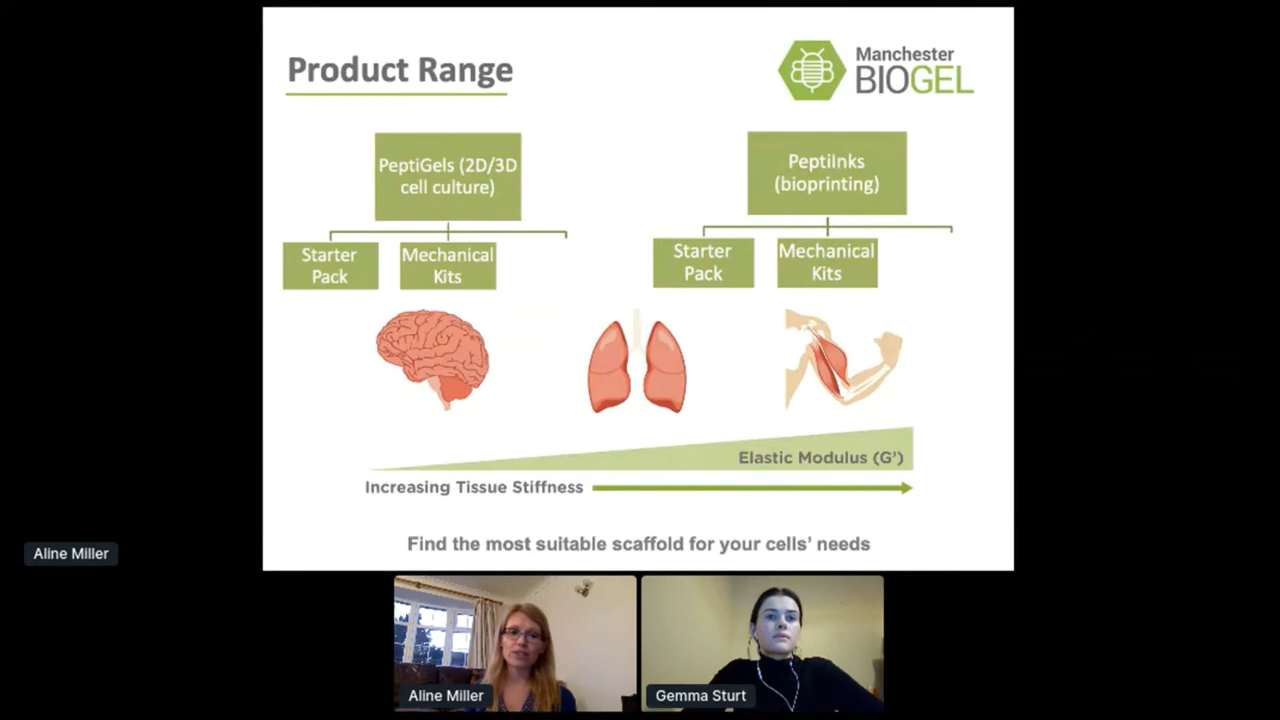 Product Range
Manchester
BIOGEL
PeptiGels (2D/3D
cell culture)
PeptiInks
(bioprinting)
Starter
Pack
Mechanical
Kits
Starter
Pack
Mechanical
Kits
Elastic Modulus (G’)
Increasing Tissue Stiffness
Find the most suitable scaffold for your cells’ needs
Aline Miller
Aline Miller
Gemma Sturt